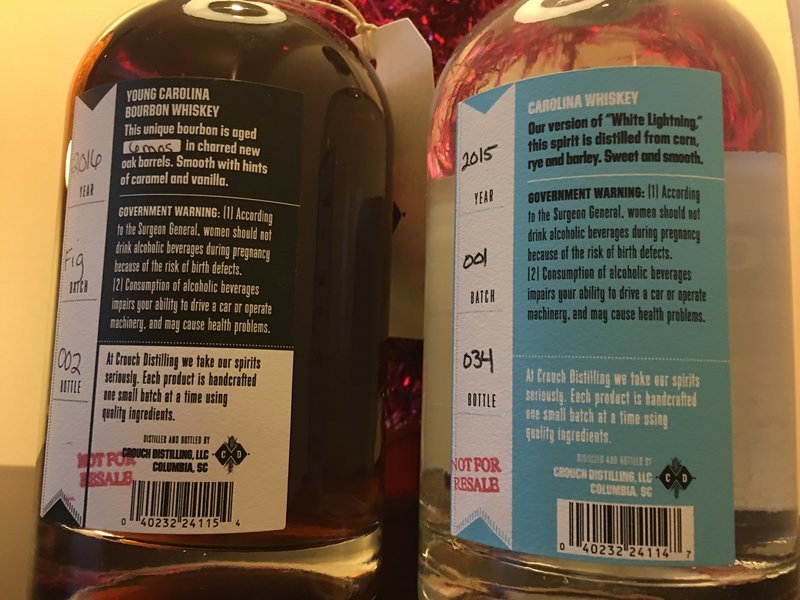 YOUNG CAROLINA
BOURBON WHISKEY
This unique bourbon is aged
6 mos in charred new
oak barrels. Smooth with hints
of caramel and vanilla.
2016
YEAR
Fig
BATCH
002
BOTTLE
GOVERNMENT WARNING: (1) According
to the Surgeon General, women should not
drink alcoholic beverages during pregnancy
because of the risk of birth defects.
(2) Consumption of alcoholic beverages
impairs your ability to drive a car or operate
machinery, and may cause health problems.
At Crouch Distilling we take our spirits
seriously. Each product is handcrafted
one small batch at a time using
quality ingredients.
DISTILLED AND BOTTLED BY
CROUCH DISTILLING, LLC
COLUMBIA, SC
C D
NOT FOR
RESALE
0 40232 24115 4
CAROLINA WHISKEY
Our version of "White Lightning,"
this spirit is distilled from corn,
rye and barley. Sweet and smooth.
2015
YEAR
001
BATCH
034
BOTTLE
GOVERNMENT WARNING: (1) According
to the Surgeon General, women should not
drink alcoholic beverages during pregnancy
because of the risk of birth defects.
(2) Consumption of alcoholic beverages
impairs your ability to drive a car or operate
machinery, and may cause health problems.
At Crouch Distilling we take our spirits
seriously. Each product is handcrafted
one small batch at a time using
quality ingredients.
DISTILLED AND BOTTLED BY
CROUCH DISTILLING, LLC
COLUMBIA, SC
C D
NOT FOR
RESALE
0 40232 24114 7